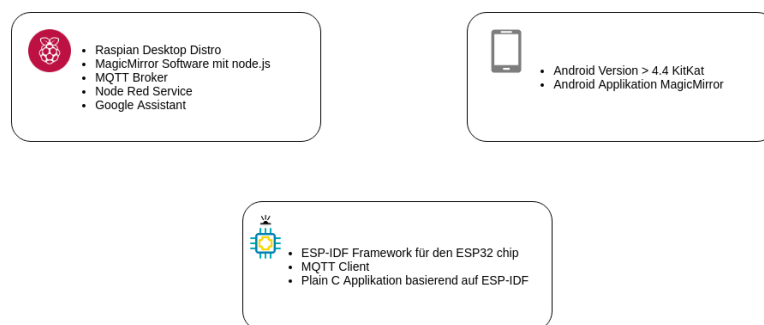 Raspian Desktop Distro
MagicMirror Software mit node.js
MQTT Broker
Node Red Service
Google Assistant
Android Version > 4.4 KitKat
Android Applikation MagicMirror
ESP-IDF Framework für den ESP32 chip
MQTT Client
Plain C Applikation basierend auf ESP-IDF